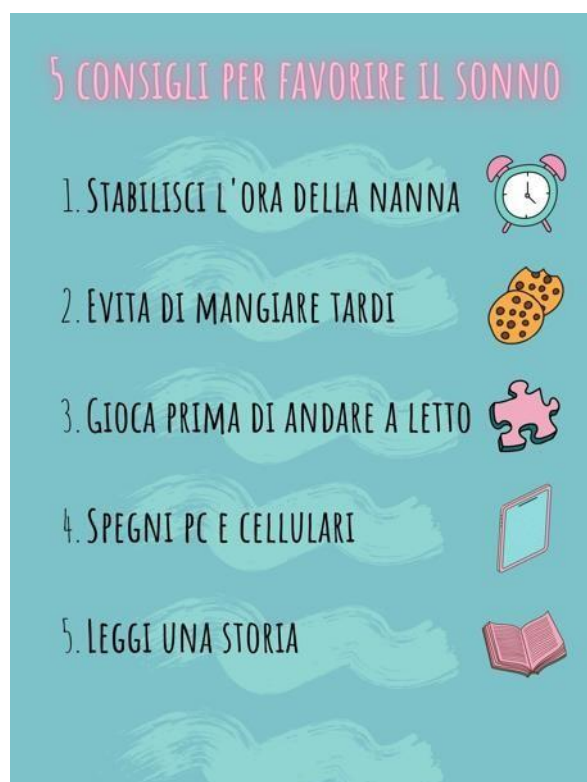 5 CONSIGLI PER FAVORIRE IL SONNO
1. STABILISCI L'ORA DELLA NANNA
2. EVITA DI MANGIARE TARDI
3. GIOCA PRIMA DI ANDARE A LETTO
4. SPEGNI PC E CELLULARI
5. LEGGI UNA STORIA